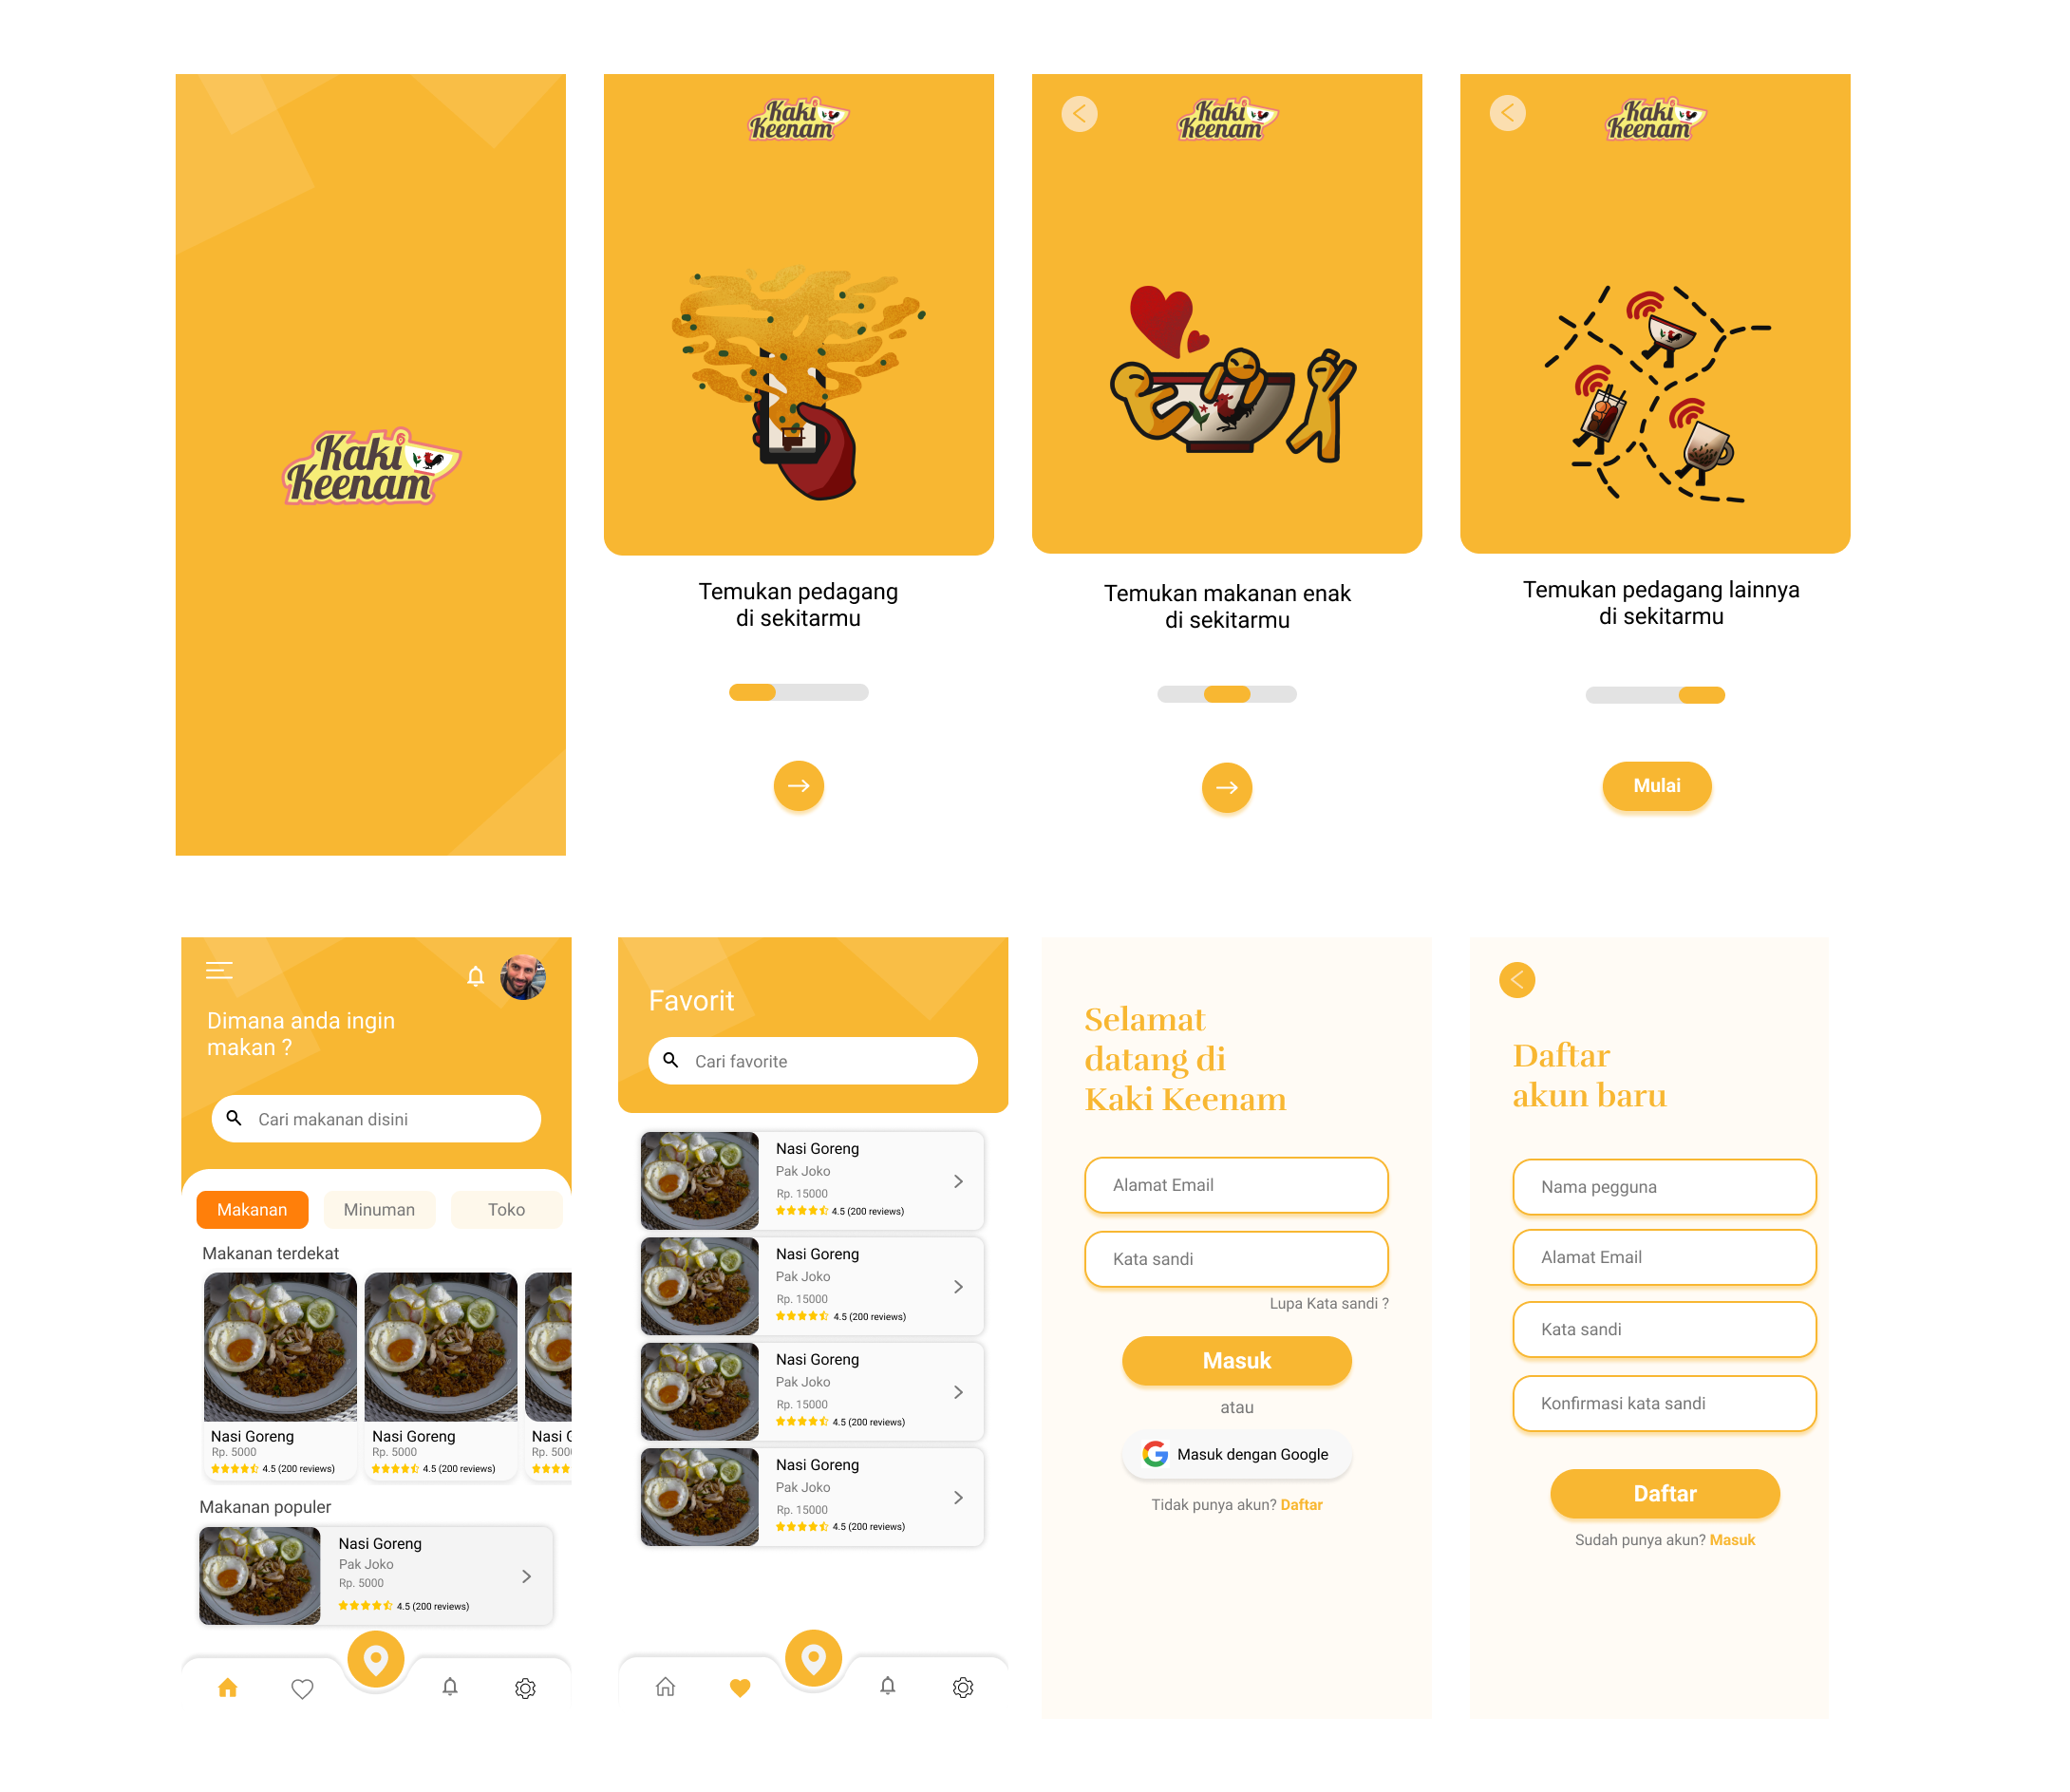 Kaki
Keenam
Kaki
Keenam
Temukan pedagang
di sekitarmu
Kaki
Keenam
Temukan makanan enak
di sekitarmu
Kaki
Keenam
Temukan pedagang lainnya
di sekitarmu
Mulai
Dimana anda ingin
makan ?
Cari makanan disini
Makanan
Minuman
Toko
Makanan terdekat
Nasi Goreng
Rp. 5000
4.5 (200 reviews)
Nasi Goreng
Rp. 5000
4.5 (200 reviews)
Nasi G
Rp. 500
Makanan populer
Nasi Goreng
Pak Joko
Rp. 5000
4.5 (200 reviews)
Favorit
Cari favorite
Nasi Goreng
Pak Joko
Rp. 15000
4.5 (200 reviews)
Nasi Goreng
Pak Joko
Rp. 15000
4.5 (200 reviews)
Nasi Goreng
Pak Joko
Rp. 15000
4.5 (200 reviews)
Nasi Goreng
Pak Joko
Rp. 15000
4.5 (200 reviews)
Selamat
datang di
Kaki Keenam
Alamat Email
Kata sandi
Lupa Kata sandi ?
Masuk
atau
Masuk dengan Google
Tidak punya akun? Daftar
Daftar
akun baru
Nama pegguna
Alamat Email
Kata sandi
Konfirmasi kata sandi
Daftar
Sudah punya akun? Masuk